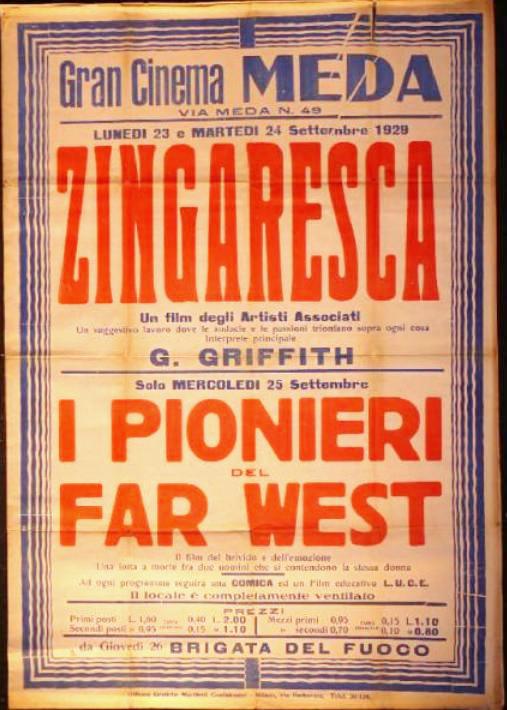 Gran Cinema MEDA
VIA MEDA N. 49
LUNEDI 23 e MARTEDI 24 Settembre 1929
ZINGARESCA
Un film degli Artisti Associati
Un suggestivo lavoro dove le audacie e le passioni trionfano sopra ogni cosa
Interprete principale
G. GRIFFITH
Solo MERCOLEDI 25 Settembre
I PIONIERI
DEL
FAR WEST
Il film del brivido e dell'emozione
Una lotta a morte fra due uomini che si contendono la stessa donna
Ad ogni programma seguirà una COMICA ed un Film educativo L.U.C.E.
Il locale è completamente ventilato
PREZZI
Primi posti L. 1,60 0.40 L. 2.00 Mezzi primi 0,95 0,15 L 1.10
Secondi posti » 0,95 0.15 » 1.10 » secondi 0,70 0,10 » 0.80
da Giovedì 26 BRIGATA DEL FUOCO
Milano, Via